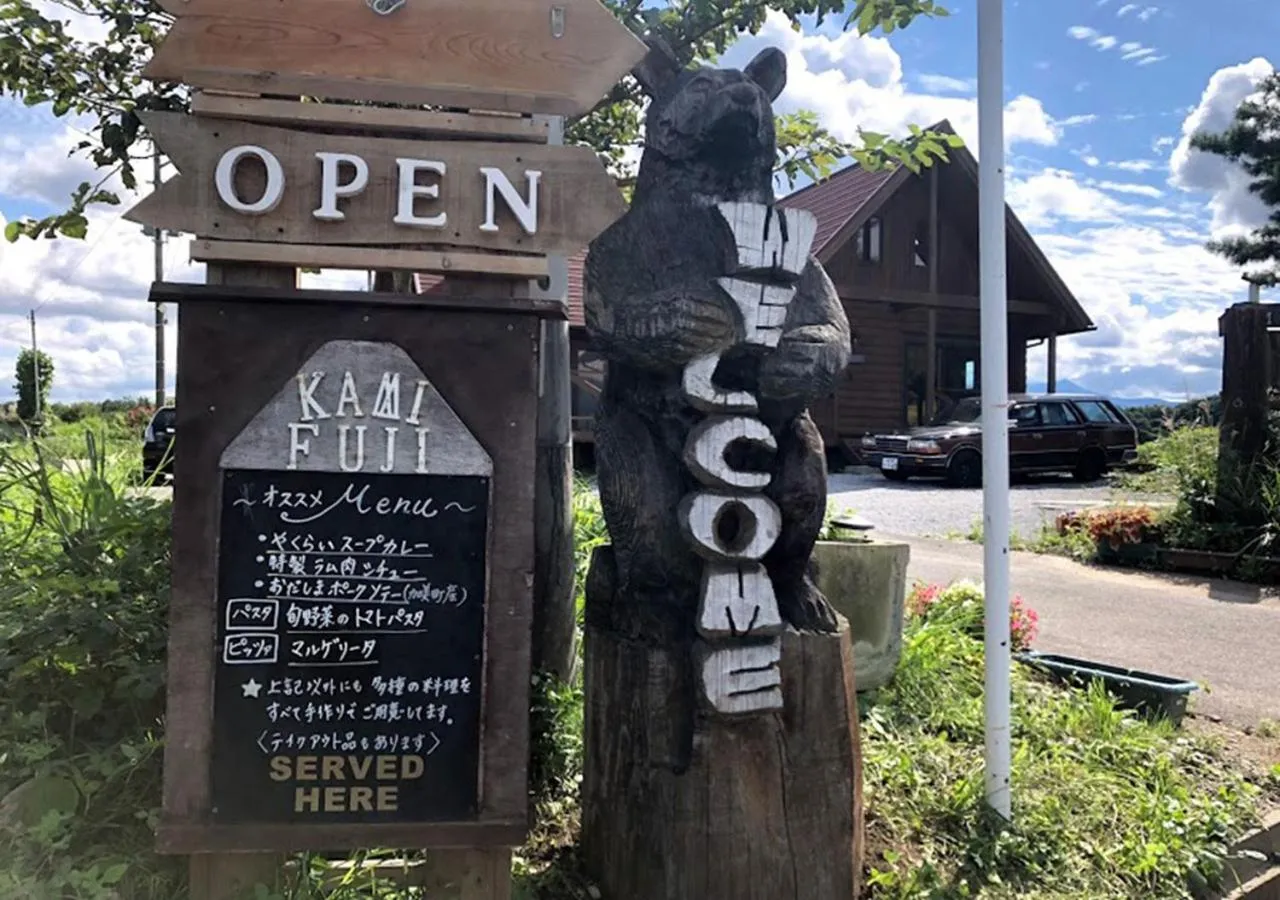 OPEN
KAMI
FUJI
～オススメ Menu～
・やくらいスープカレー
・特製 ラム肉シチュー
・おだしまポークソテー(加美町産)
パスタ 旬野菜のトマトパスタ
ピッツァ マルゲリータ
★上記以外にも 多種の料理を
すべて手作りでご用意してます。
〈テイクアウト品もあります〉
SERVED
HERE
WELCOME